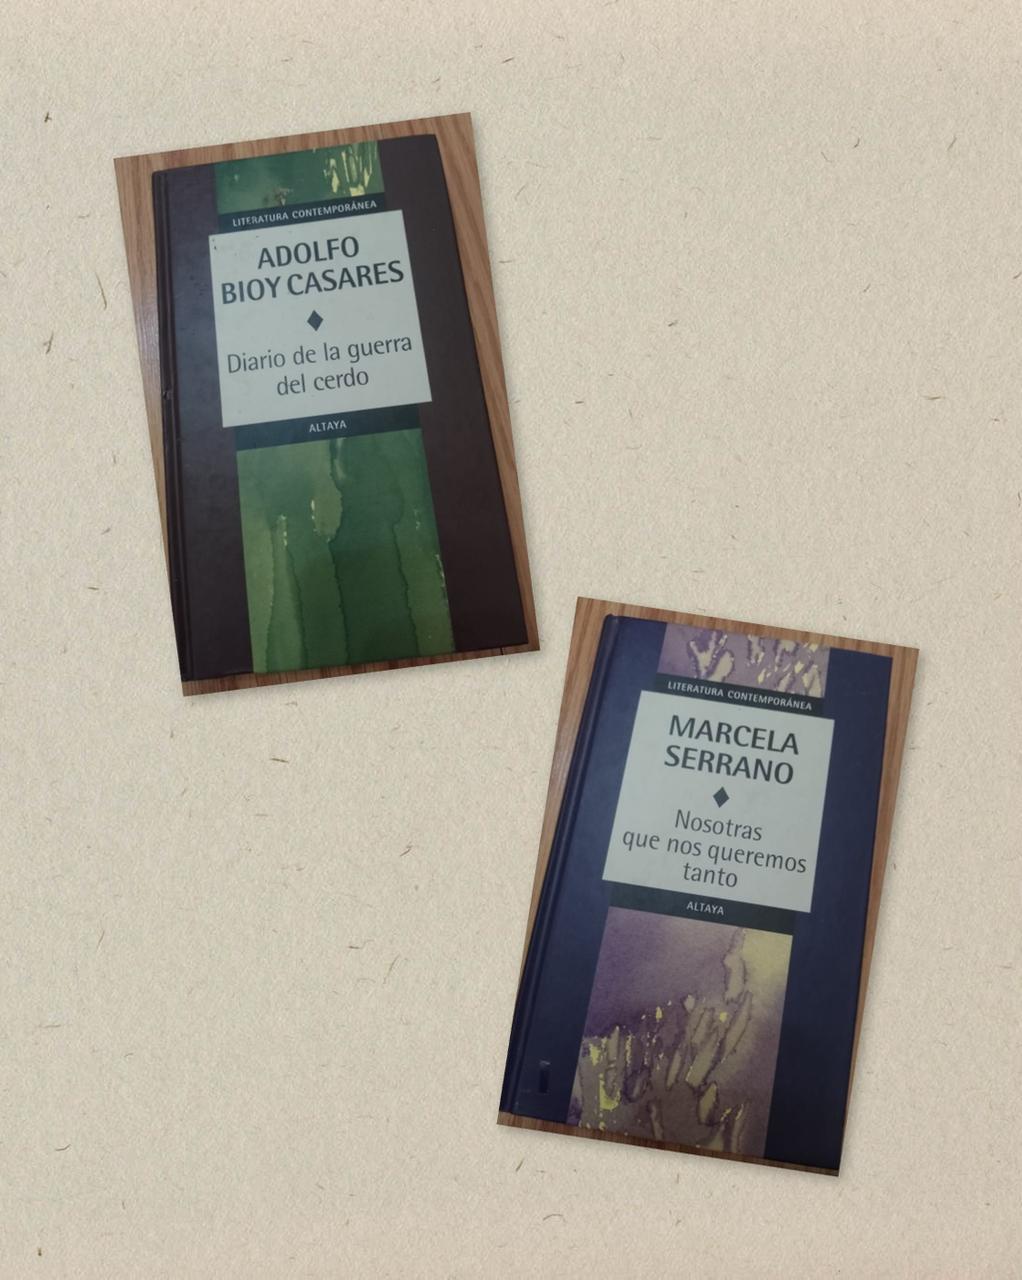 LITERATURA CONTEMPORÁNEA
ADOLFO
BIOY CASARES
Diario de la guerra
del cerdo
ALTAYA
LITERATURA CONTEMPORÁNEA
MARCELA
SERRANO
Nosotras
que nos queremos
tanto
ALTAYA